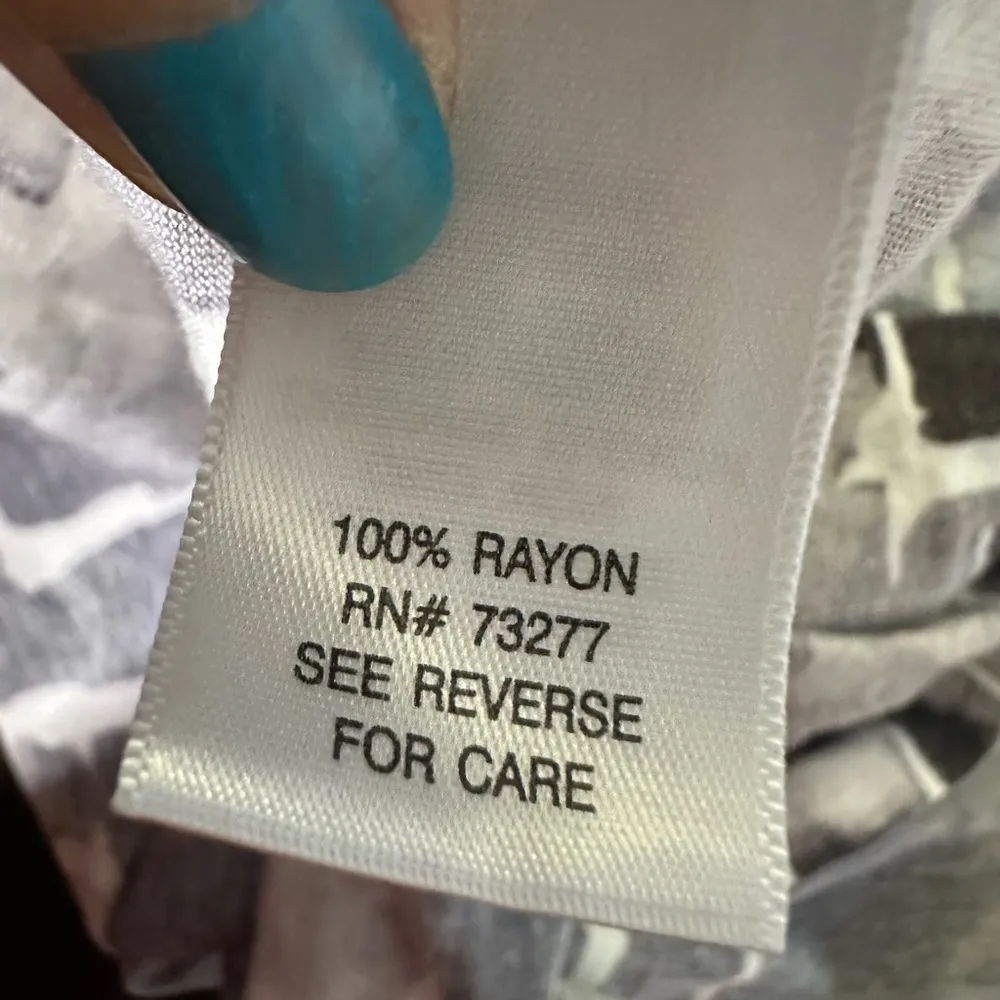 100% RAYON
RN# 73277
SEE REVERSE
FOR CARE